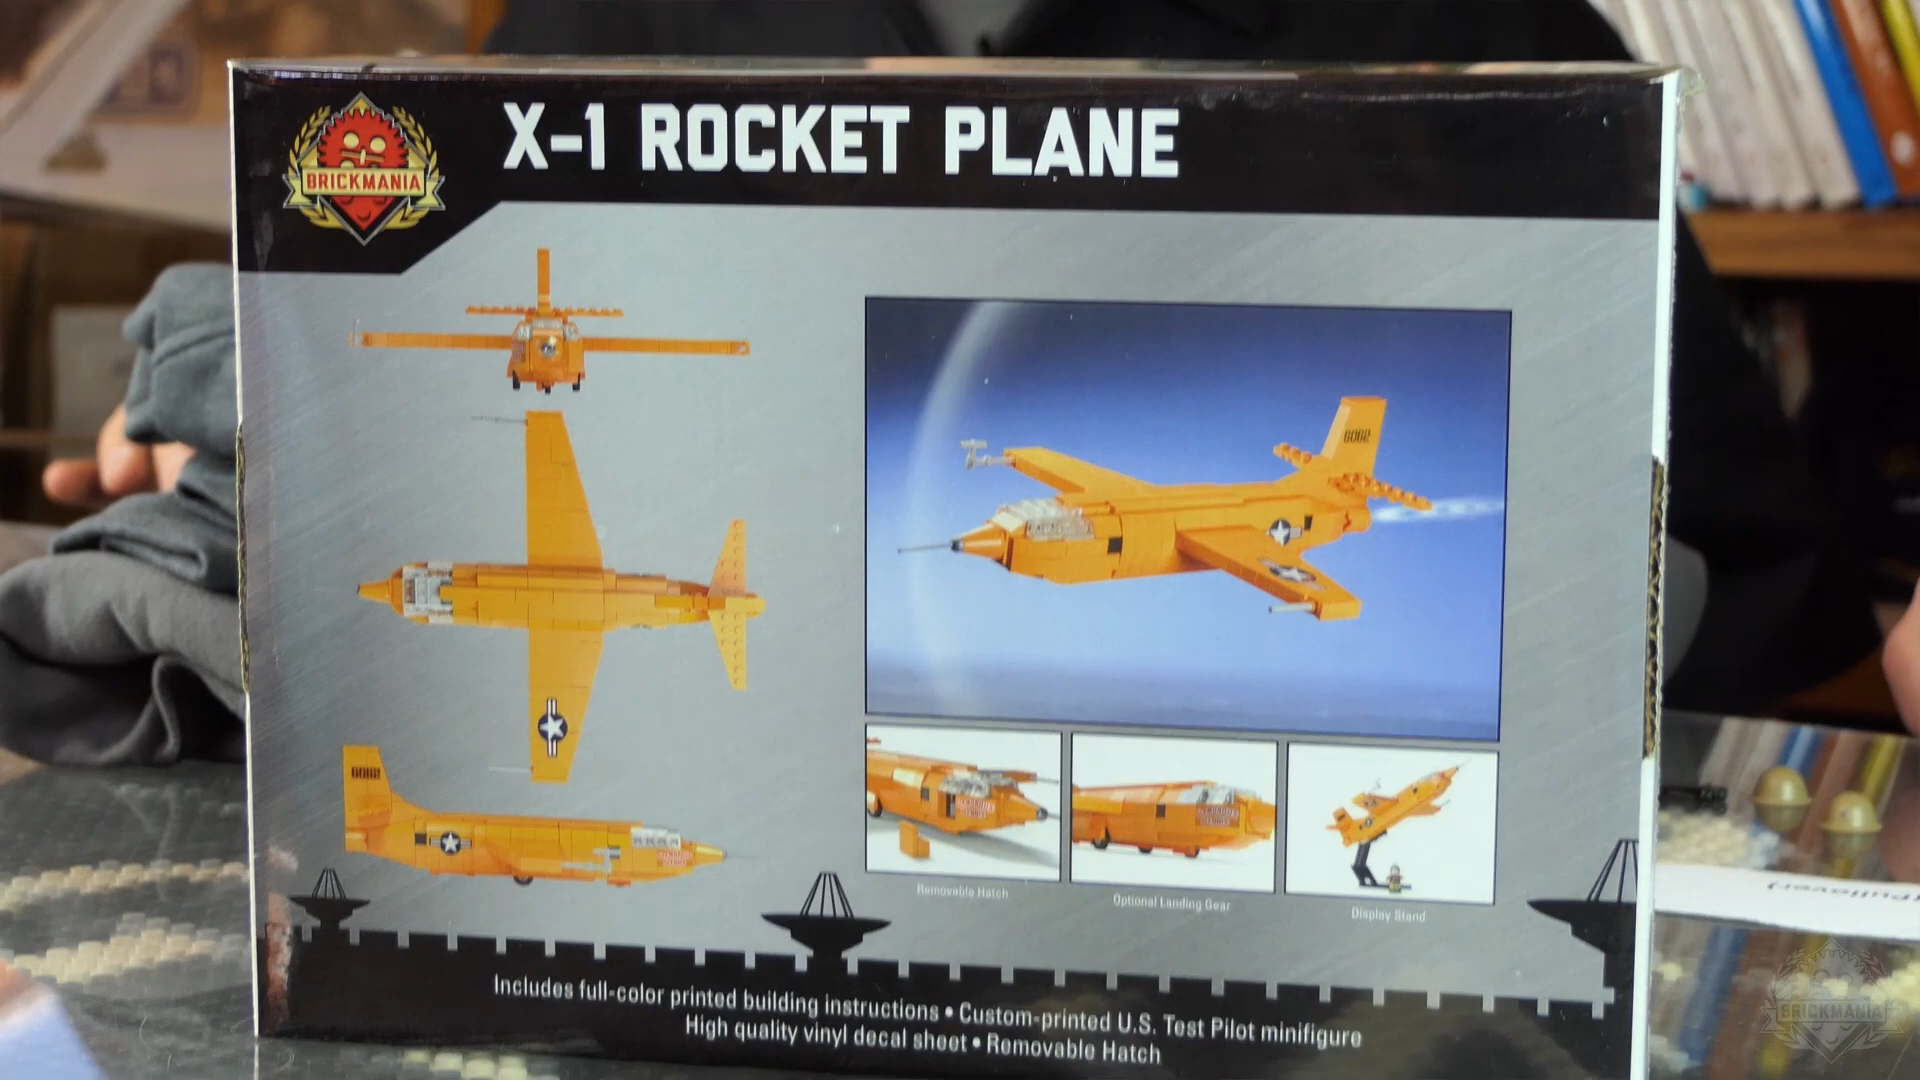 X-1 ROCKET PLANE
BRICKMANIA
6062
6062
Removable Hatch
Optional Landing Gear
Display Stand
Includes full-color printed building instructions • Custom-printed U.S. Test Pilot minifigure
High quality vinyl decal sheet • Removable Hatch
BRICKMANIA